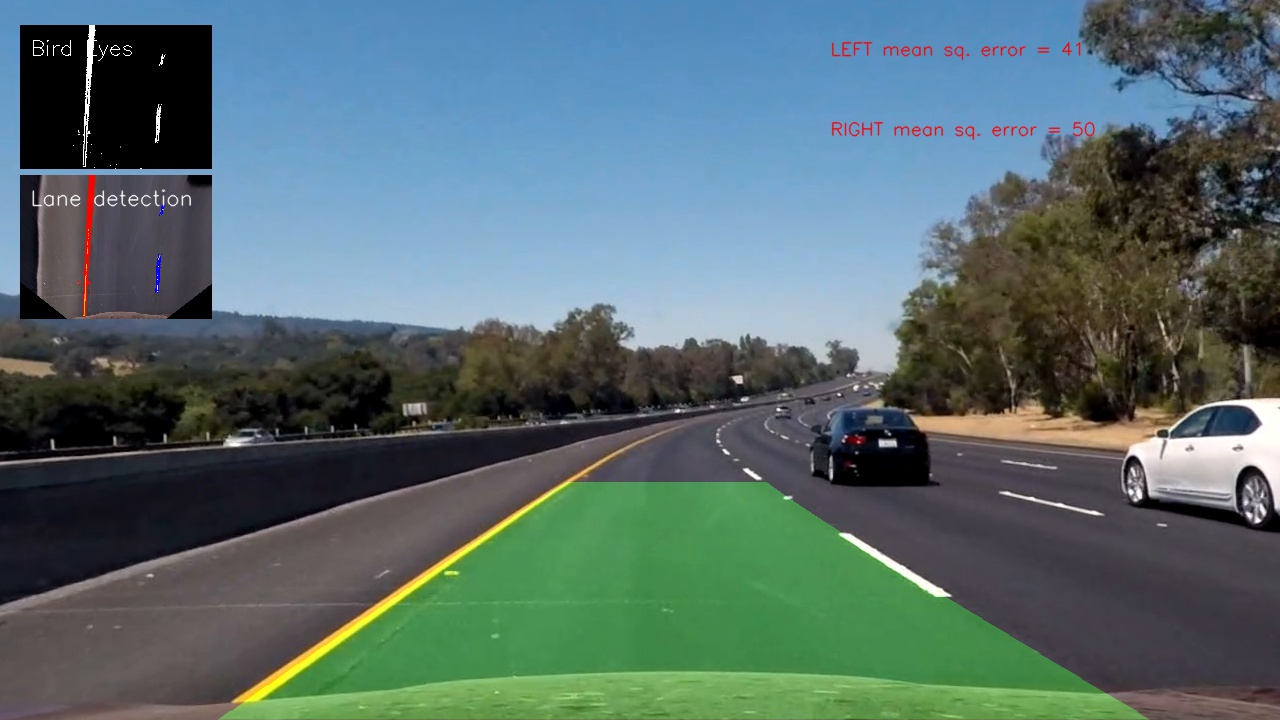 Bird Eyes
LEFT mean sq. error = 41
RIGHT mean sq. error = 50
Lane detection